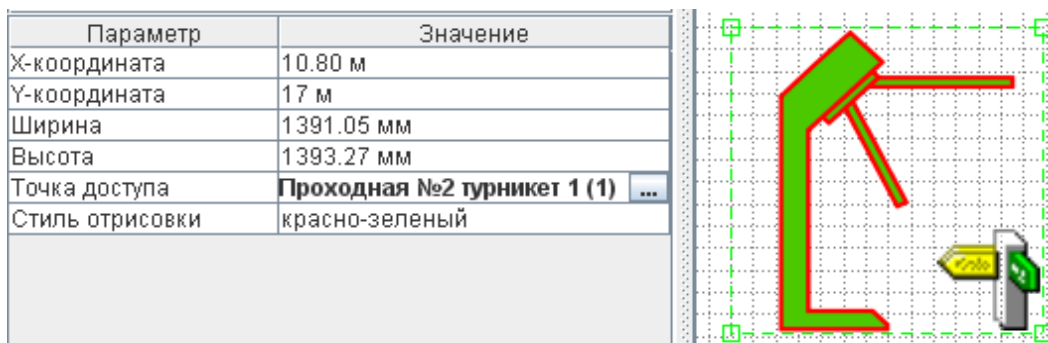 Параметр Значение
X-координата 10.80 м
Y-координата 17 м
Ширина 1391.05 мм
Высота 1393.27 мм
Точка доступа Проходная №2 турникет 1 (1) ...
Стиль отрисовки красно-зеленый